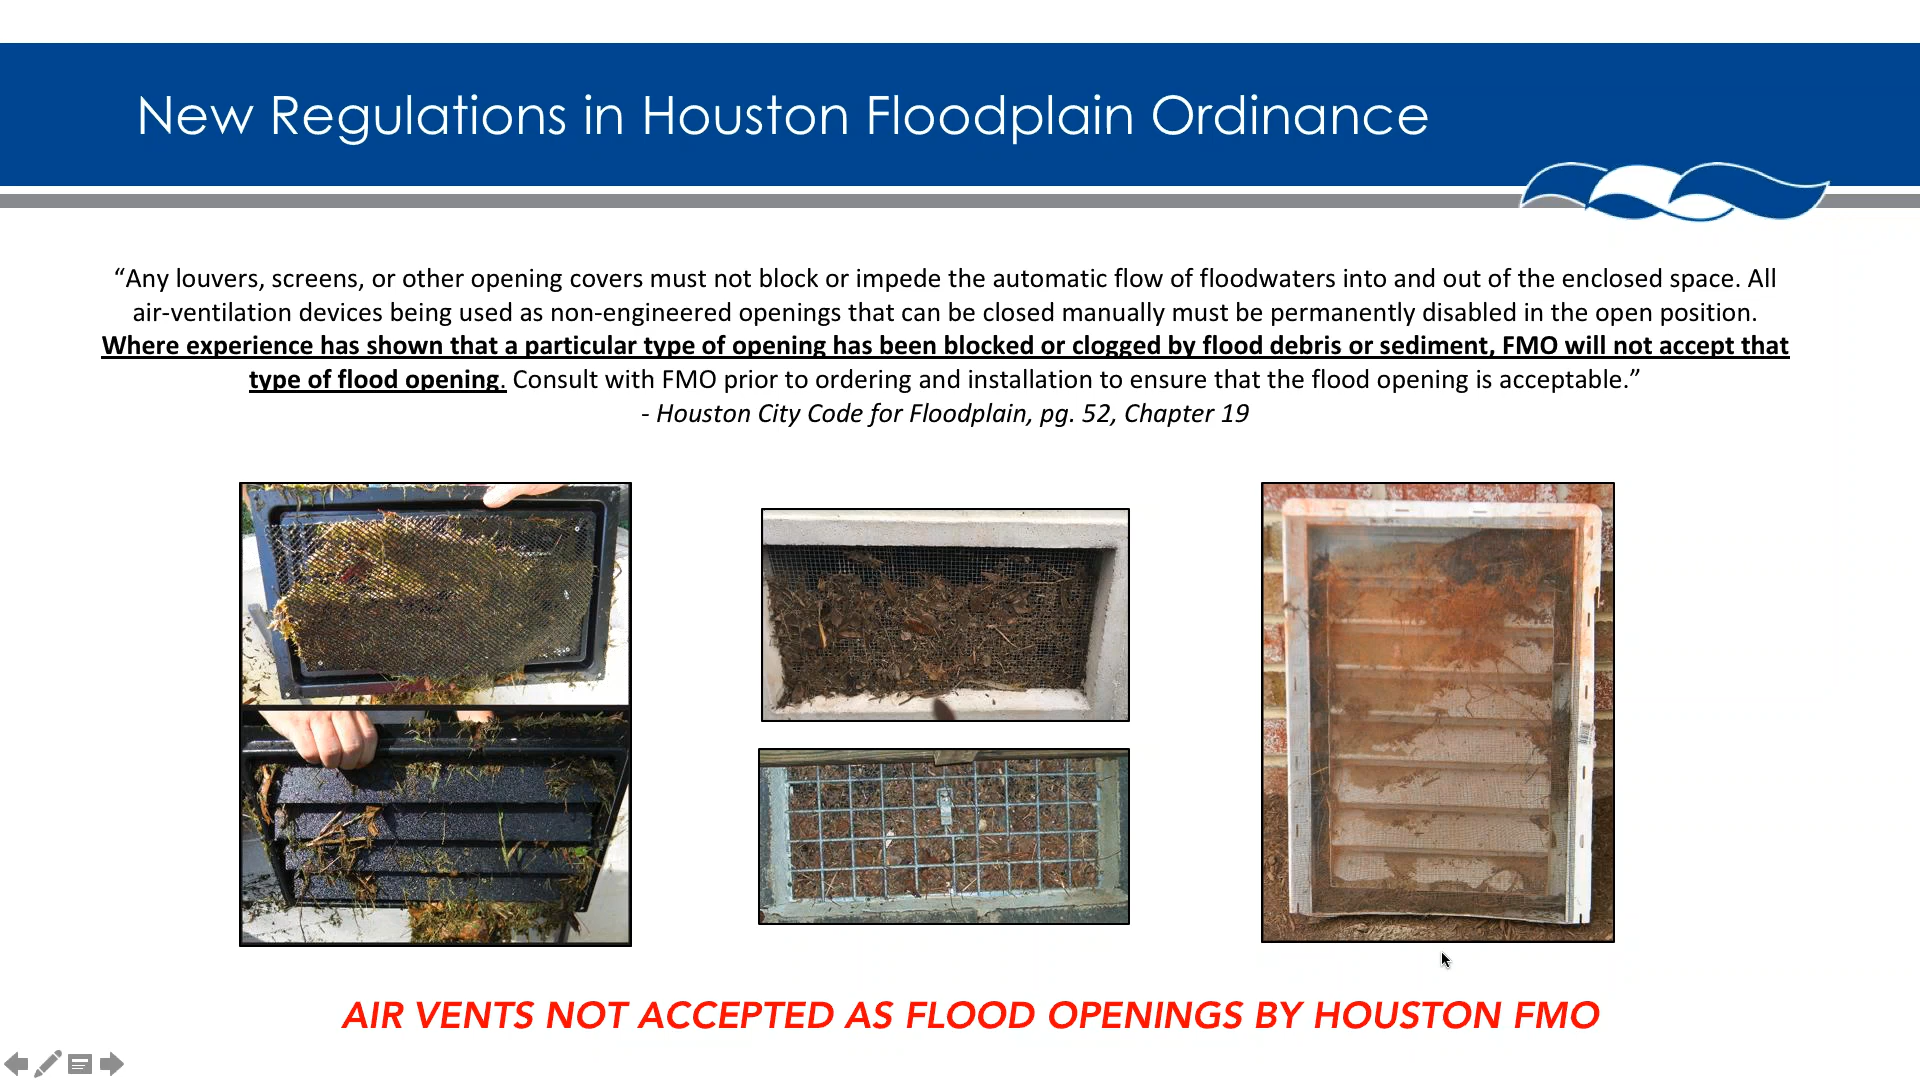 New Regulations in Houston Floodplain Ordinance
“Any louvers, screens, or other opening covers must not block or impede the automatic flow of floodwaters into and out of the enclosed space. All
air-ventilation devices being used as non-engineered openings that can be closed manually must be permanently disabled in the open position.
Where experience has shown that a particular type of opening has been blocked or clogged by flood debris or sediment, FMO will not accept that
type of flood opening. Consult with FMO prior to ordering and installation to ensure that the flood opening is acceptable.”
- Houston City Code for Floodplain, pg. 52, Chapter 19
AIR VENTS NOT ACCEPTED AS FLOOD OPENINGS BY HOUSTON FMO